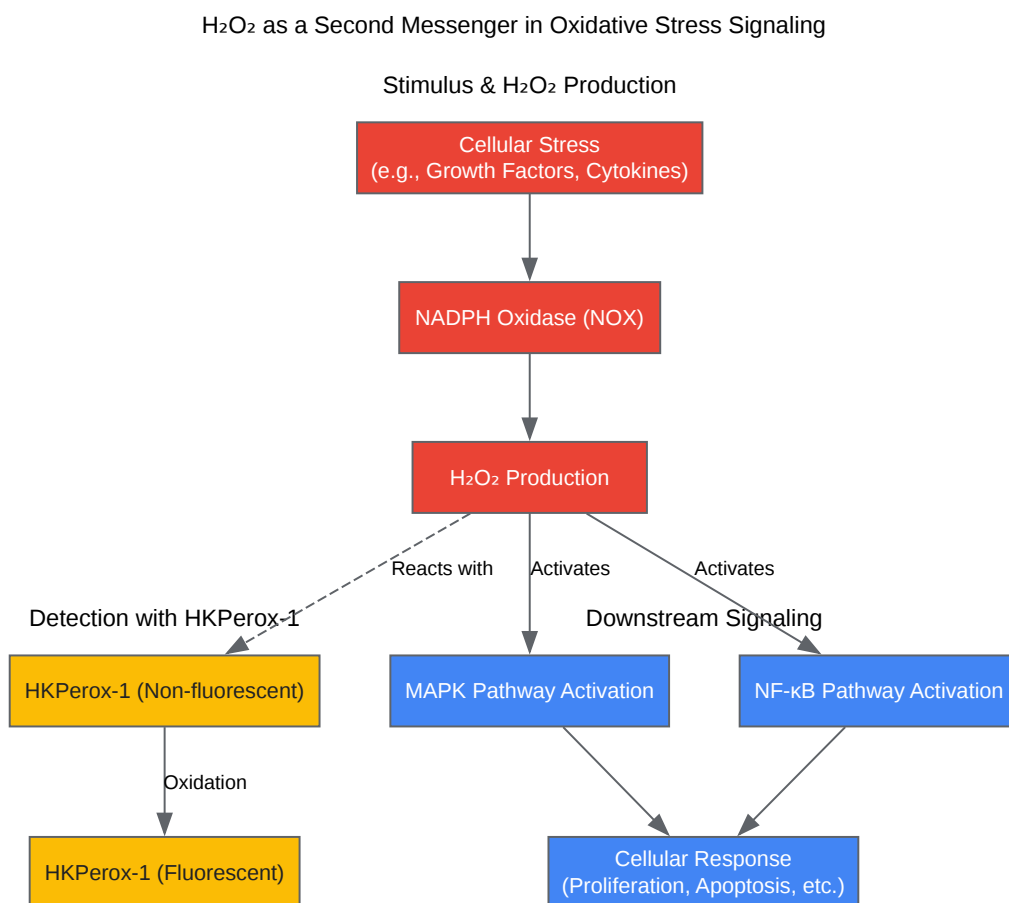 H₂O₂ as a Second Messenger in Oxidative Stress Signaling
Stimulus & H₂O₂ Production
Cellular Stress
(e.g., Growth Factors, Cytokines)
NADPH Oxidase (NOX)
H₂O₂ Production
Reacts with
Activates
Activates
Detection with HKPerox-1
Downstream Signaling
HKPerox-1 (Non-fluorescent)
MAPK Pathway Activation
NF-κB Pathway Activation
Oxidation
HKPerox-1 (Fluorescent)
Cellular Response
(Proliferation, Apoptosis, etc.)